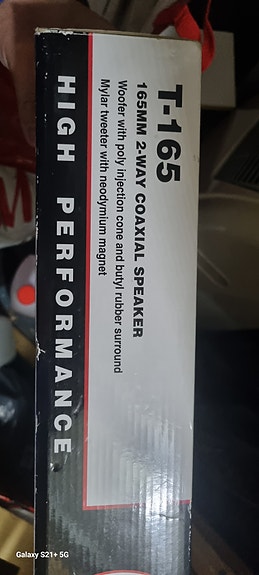 T-165
165MM 2-WAY COAXIAL SPEAKER
Woofer with poly injection cone and butyl rubber surround
Mylar tweeter with neodymium magnet
HIGH PERFORMANCE
Galaxy S21+ 5G